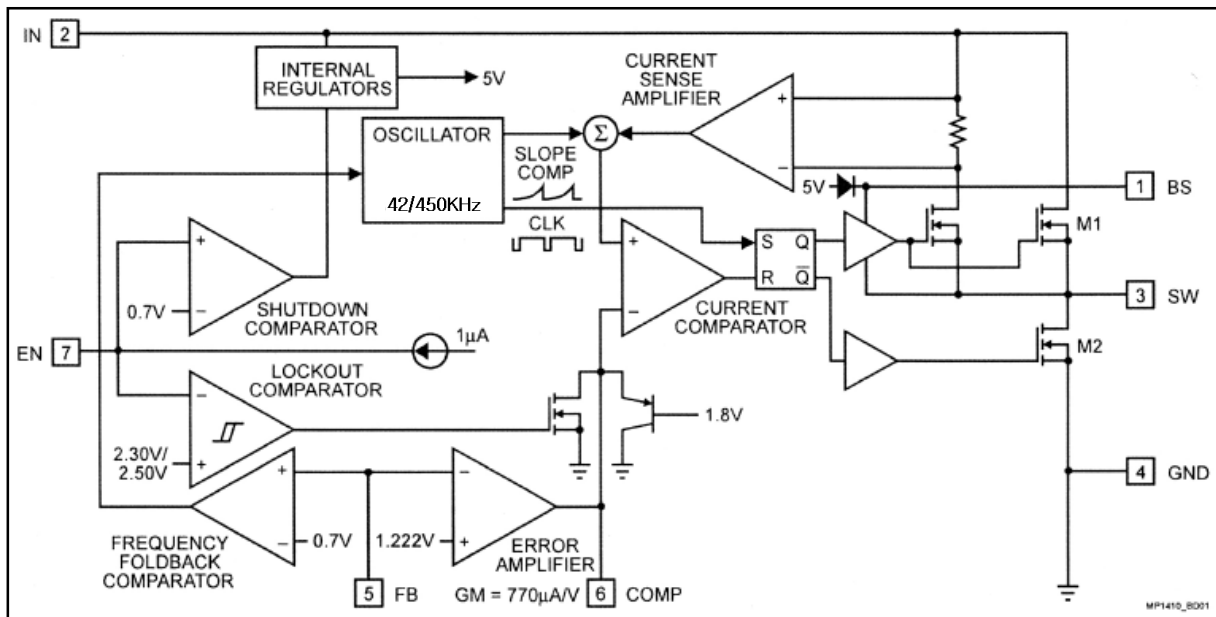 IN 2
INTERNAL
REGULATORS
5V
CURRENT
SENSE
AMPLIFIER
+
−
OSCILLATOR
42/450KHz
Σ
SLOPE
COMP
CLK
5V
1 BS
M1
+
−
0.7V
SHUTDOWN
COMPARATOR
+
−
CURRENT
COMPARATOR
S Q
R Q̅
3 SW
M2
EN 7
1µA
LOCKOUT
COMPARATOR
−
+
2.30V/
2.50V
1.8V
4 GND
+
−
0.7V
FREQUENCY
FOLDBACK
COMPARATOR
−
+
1.222V
ERROR
AMPLIFIER
5 FB
GM = 770µA/V
6 COMP
MP1410_BD01